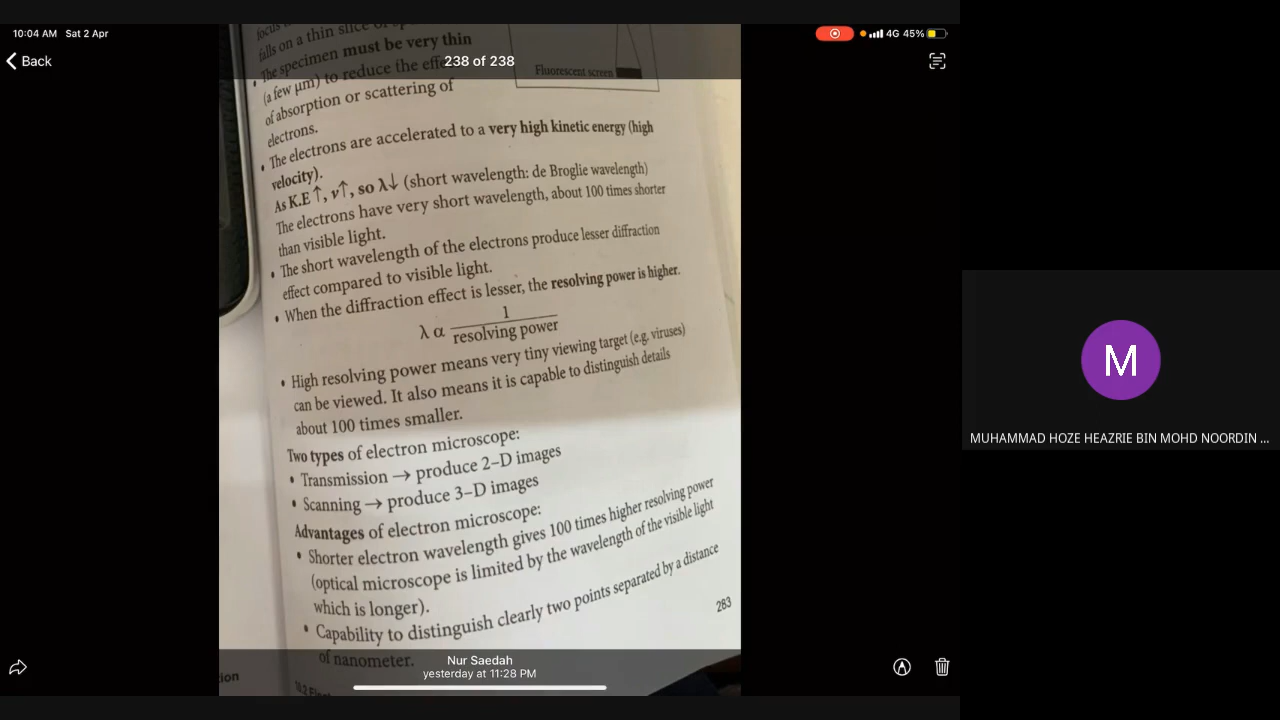 10:04 AM Sat 2 Apr
4G 45%
Back
238 of 238
falls on a thin slice of
• The specimen must be very thin
(a few μm) to reduce the effe
of absorption or scattering of
electrons.
Fluorescent screen
• The electrons are accelerated to a very high kinetic energy (high
velocity).
As K.E ↑, v↑, so λ↓ (short wavelength: de Broglie wavelength)
The electrons have very short wavelength, about 100 times shorter
than visible light.
• The short wavelength of the electrons produce lesser diffraction
effect compared to visible light.
• When the diffraction effect is lesser, the resolving power is higher.
λ α 1 / resolving power
• High resolving power means very tiny viewing target (e.g. viruses)
can be viewed. It also means it is capable to distinguish details
about 100 times smaller.
Two types of electron microscope:
• Transmission → produce 2–D images
• Scanning → produce 3–D images
Advantages of electron microscope:
• Shorter electron wavelength gives 100 times higher resolving power
(optical microscope is limited by the wavelength of the visible light
which is longer).
• Capability to distinguish clearly two points separated by a distance
of nanometer.
283
Nur Saedah
yesterday at 11:28 PM
M
MUHAMMAD HOZE HEAZRIE BIN MOHD NOORDIN ...